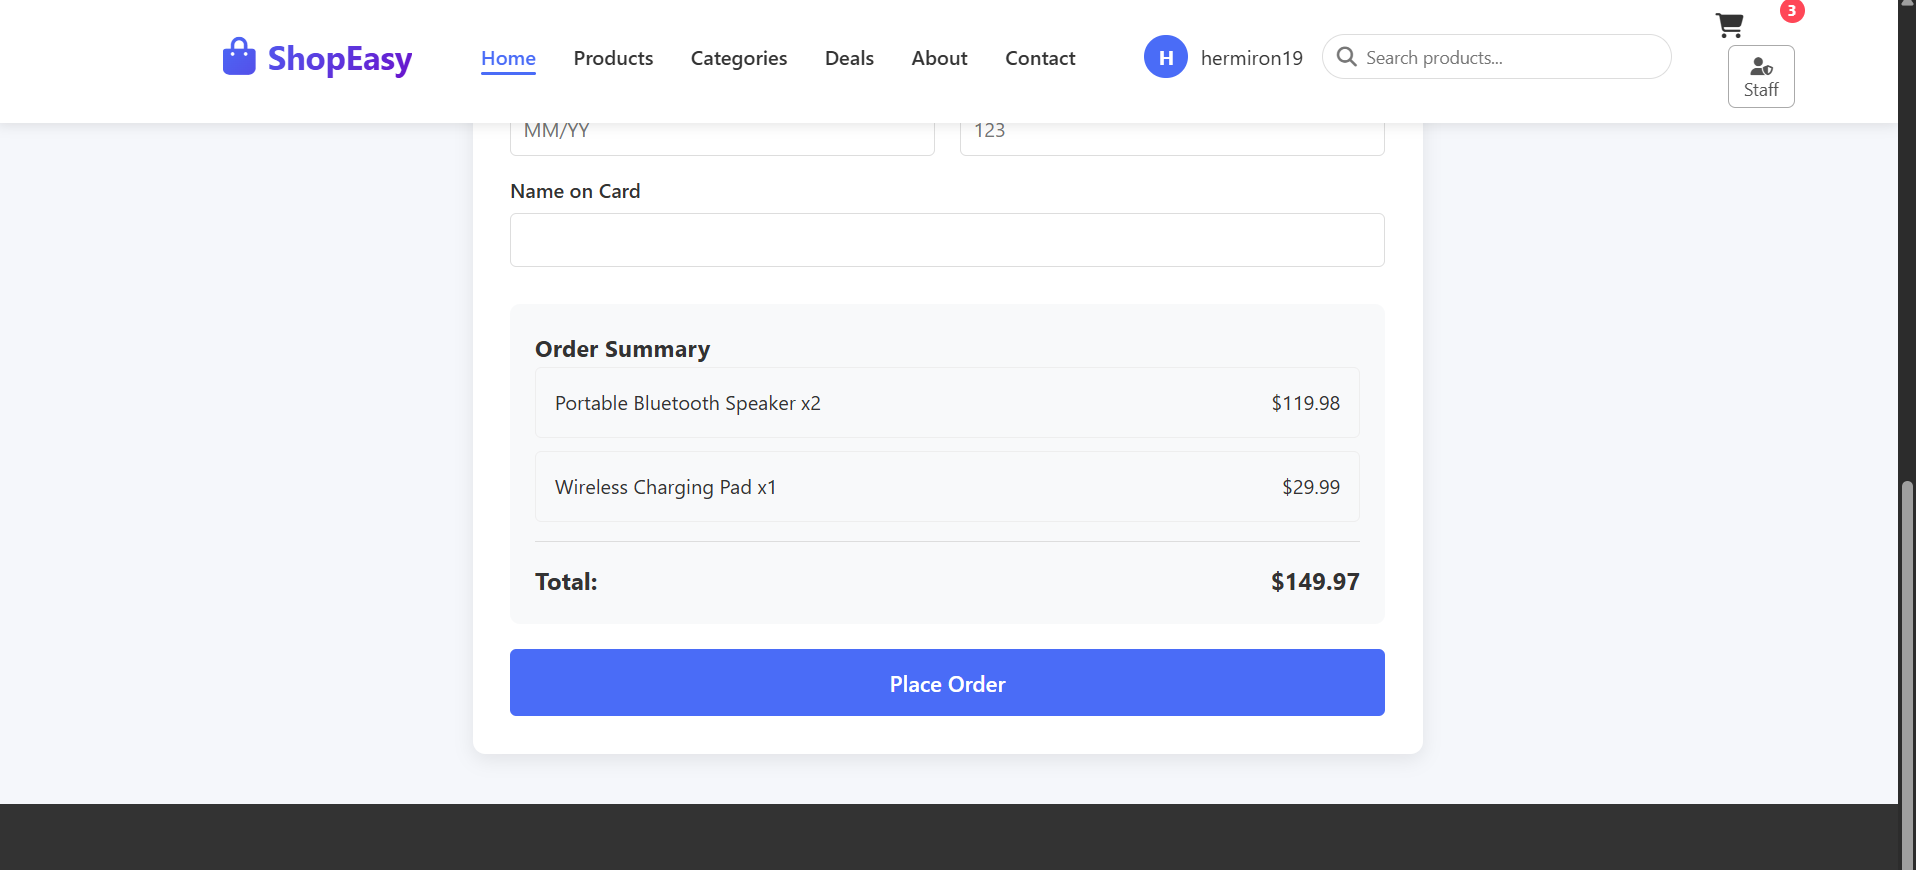 ShopEasy
Home
Products
Categories
Deals
About
Contact
H
hermiron19
Search products...
3
Staff
MM/YY
123
Name on Card
Order Summary
Portable Bluetooth Speaker x2
$119.98
Wireless Charging Pad x1
$29.99
Total:
$149.97
Place Order